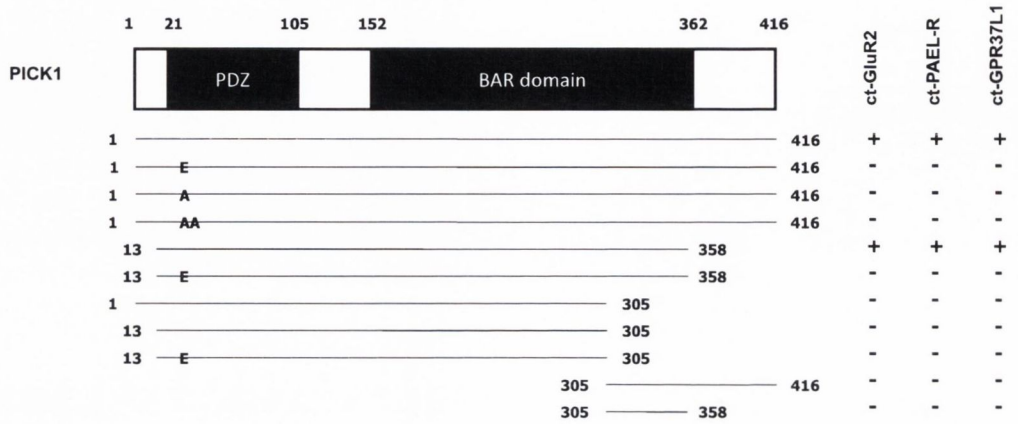 1 21 105 152 362 416
ct-GluR2
ct-PAEL-R
ct-GPR37L1
PICK1 PDZ BAR domain
1 416 + + +
1 E 416 - - -
1 A 416 - - -
1 AA 416 - - -
13 358 + + +
13 E 358 - - -
1 305 - - -
13 305 - - -
13 E 305 - - -
305 416 - - -
305 358 - - -